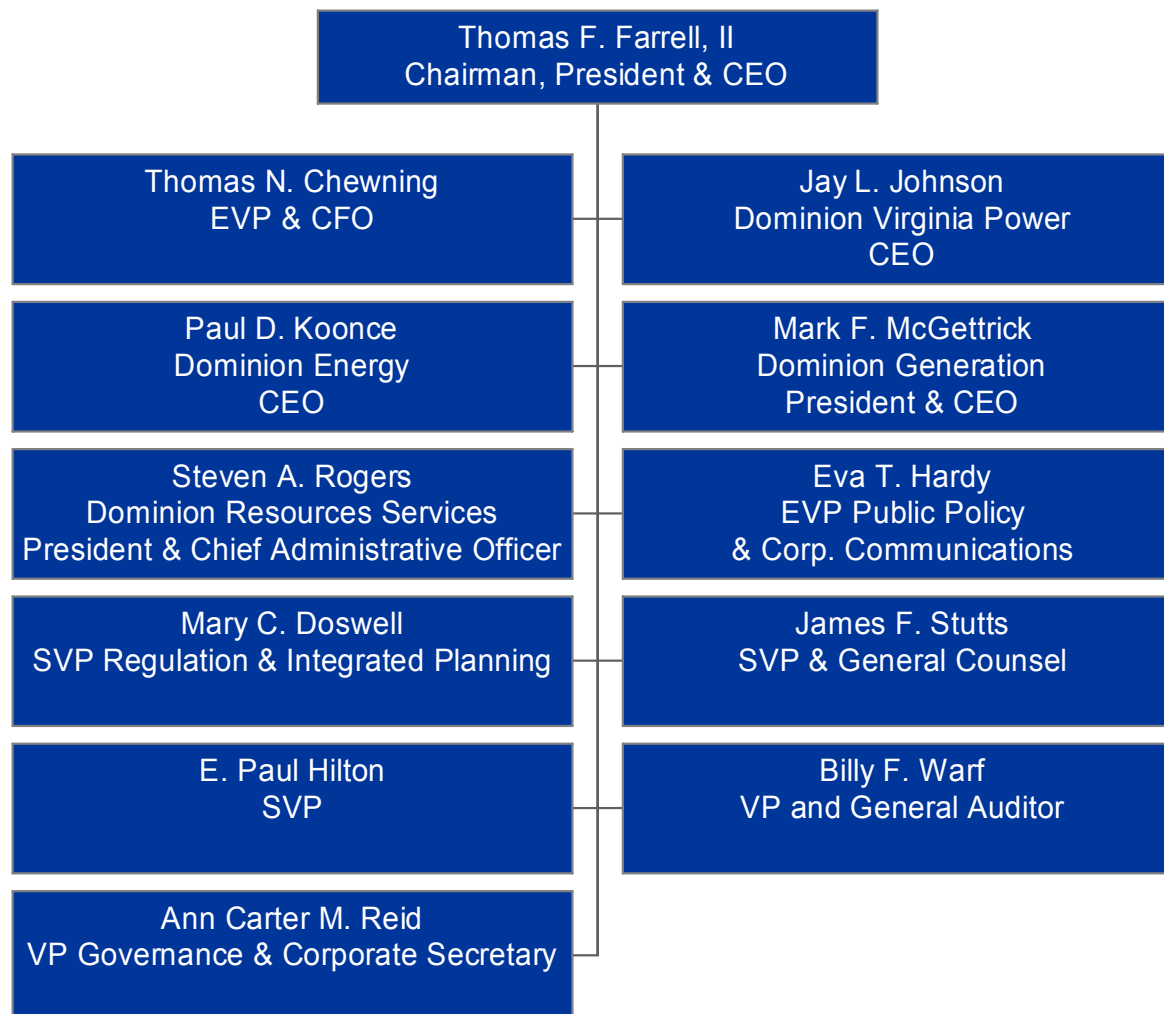 Thomas F. Farrell, II
Chairman, President & CEO
Thomas N. Chewning
EVP & CFO
Jay L. Johnson
Dominion Virginia Power
CEO
Paul D. Koonce
Dominion Energy
CEO
Mark F. McGettrick
Dominion Generation
President & CEO
Steven A. Rogers
Dominion Resources Services
President & Chief Administrative Officer
Eva T. Hardy
EVP Public Policy
& Corp. Communications
Mary C. Doswell
SVP Regulation & Integrated Planning
James F. Stutts
SVP & General Counsel
E. Paul Hilton
SVP
Billy F. Warf
VP and General Auditor
Ann Carter M. Reid
VP Governance & Corporate Secretary